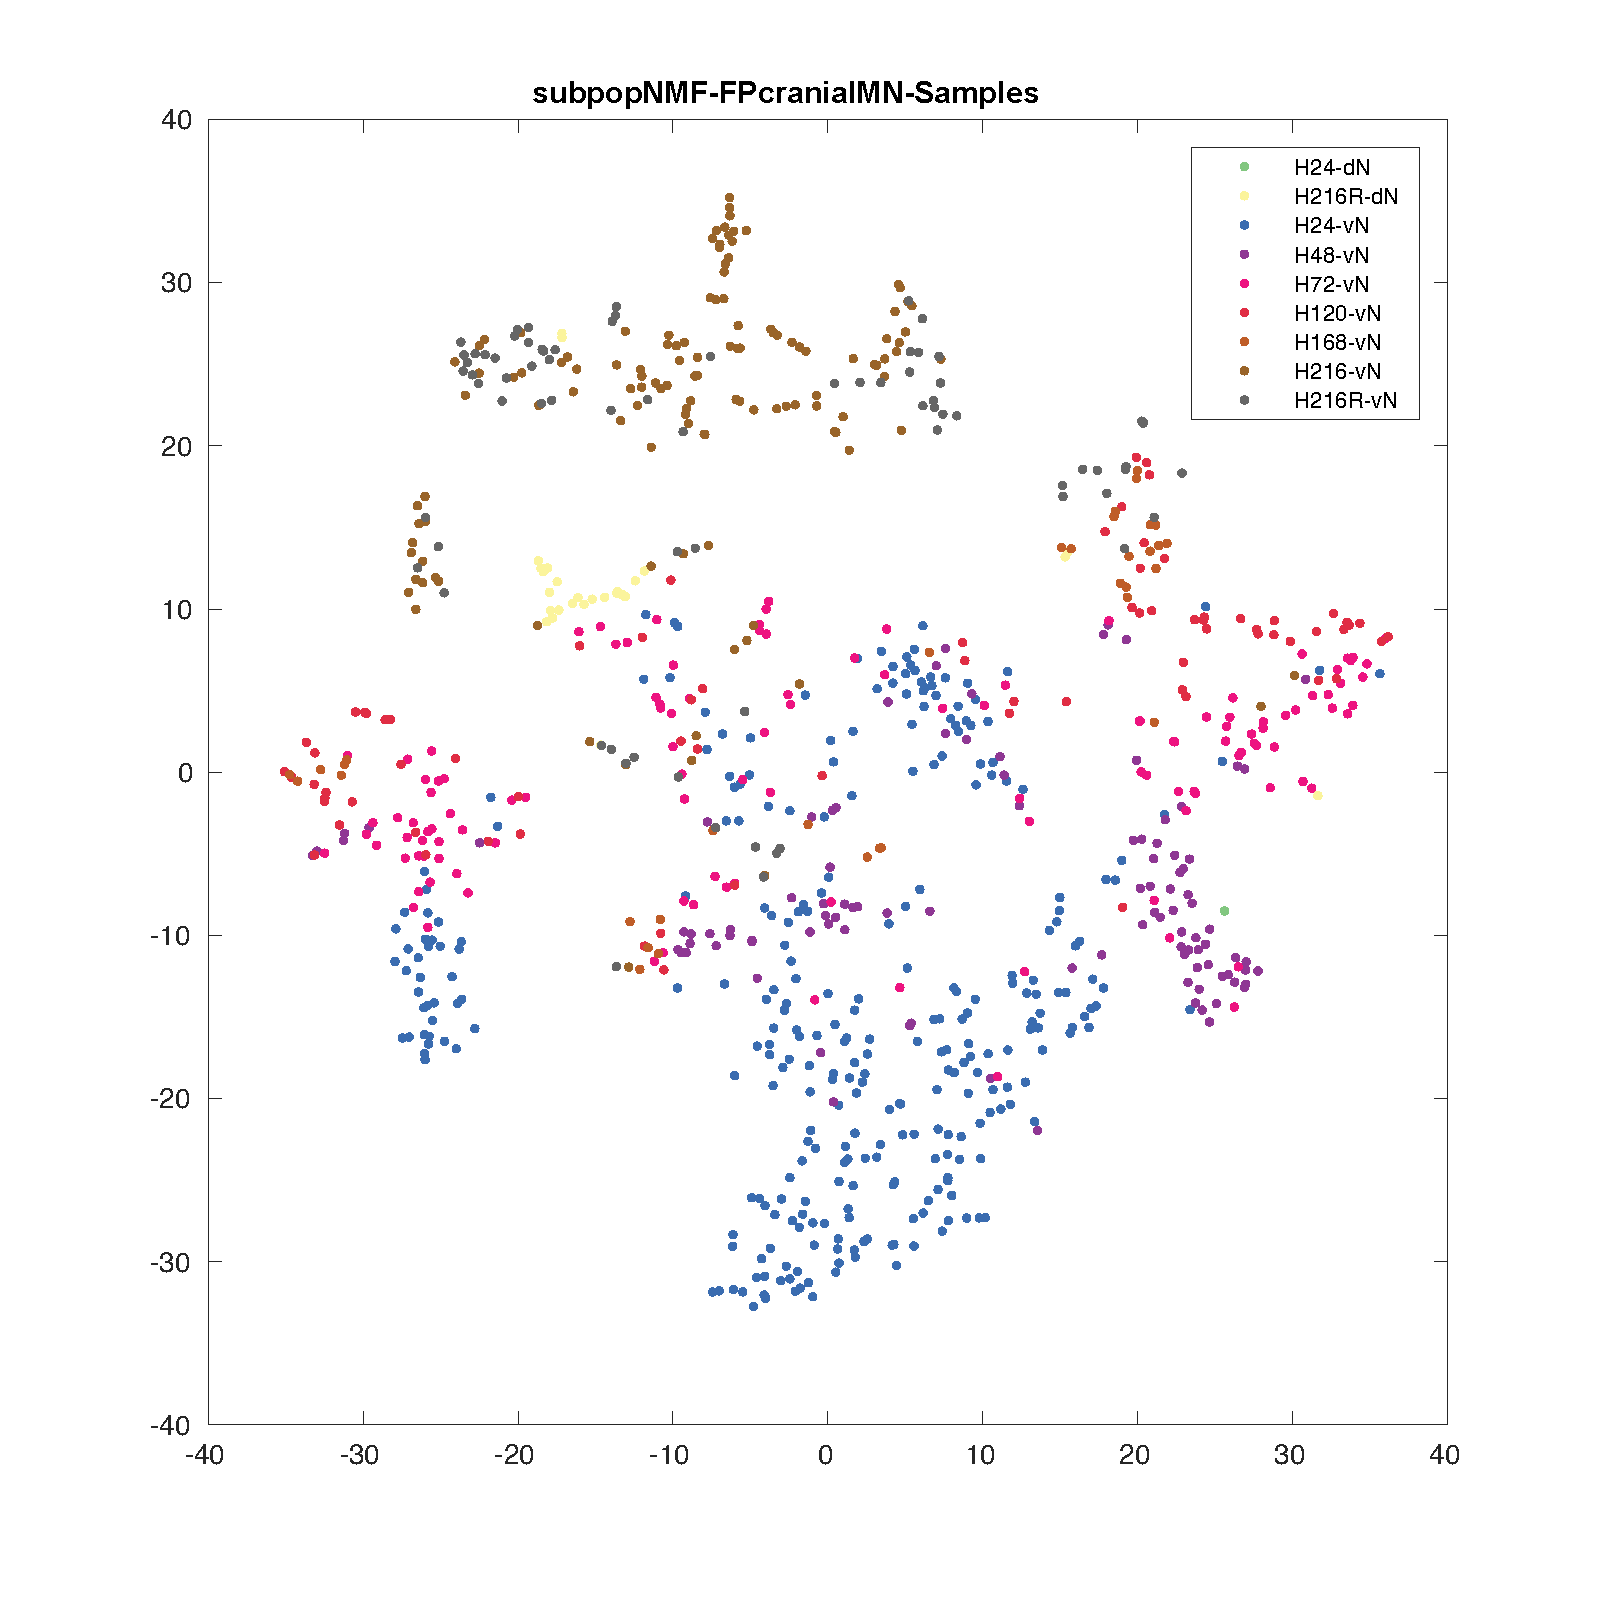 subpopNMF-FPcranialMN-Samples
40
30
20
10
0
-10
-20
-30
-40
-40 -30 -20 -10 0 10 20 30 40
H24-dN
H216R-dN
H24-vN
H48-vN
H72-vN
H120-vN
H168-vN
H216-vN
H216R-vN